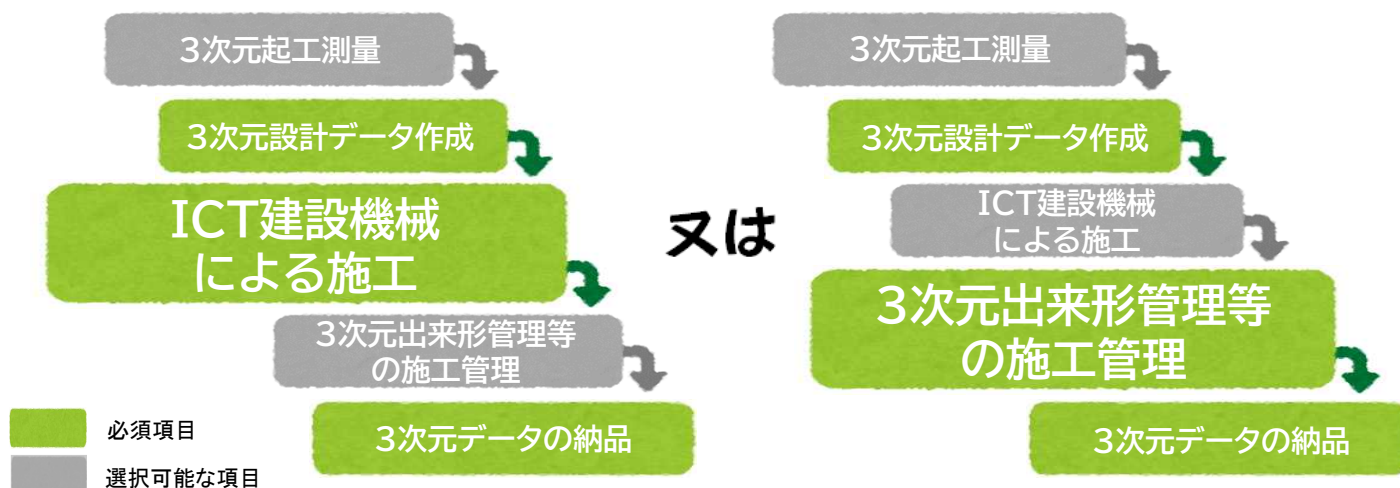 3次元起工測量
3次元設計データ作成
ICT建設機械
による施工
3次元出来形管理等
の施工管理
3次元データの納品
又は
3次元起工測量
3次元設計データ作成
ICT建設機械
による施工
3次元出来形管理等
の施工管理
3次元データの納品
必須項目
選択可能な項目